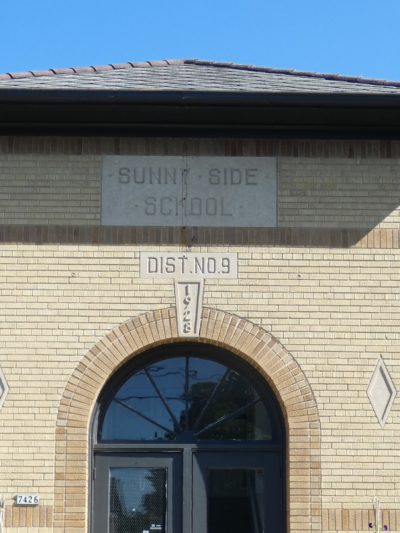 SUNNY · SIDE
· SCHOOL ·
DIST. NO. 9
1928
7426